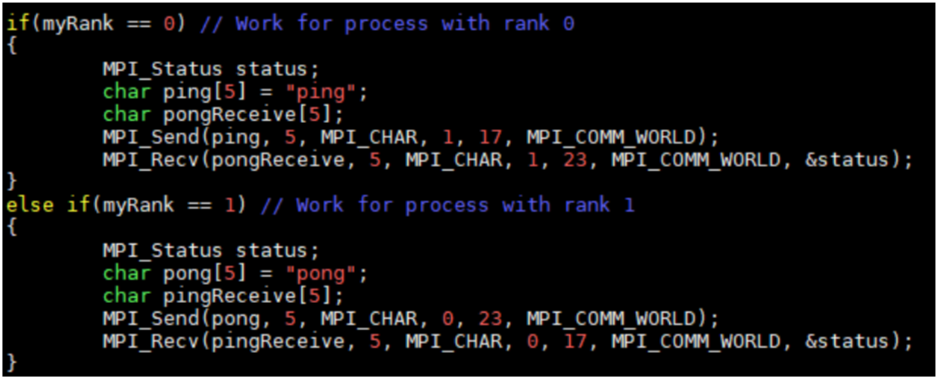 if(myRank == 0) // Work for process with rank 0
{
        MPI_Status status;
        char ping[5] = "ping";
        char pongReceive[5];
        MPI_Send(ping, 5, MPI_CHAR, 1, 17, MPI_COMM_WORLD);
        MPI_Recv(pongReceive, 5, MPI_CHAR, 1, 23, MPI_COMM_WORLD, &status);
}
else if(myRank == 1) // Work for process with rank 1
{
        MPI_Status status;
        char pong[5] = "pong";
        char pingReceive[5];
        MPI_Send(pong, 5, MPI_CHAR, 0, 23, MPI_COMM_WORLD);
        MPI_Recv(pingReceive, 5, MPI_CHAR, 0, 17, MPI_COMM_WORLD, &status);
}